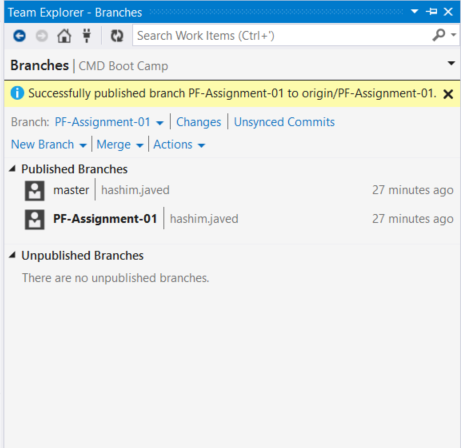 Team Explorer - Branches
Search Work Items (Ctrl+')
Branches | CMD Boot Camp
Successfully published branch PF-Assignment-01 to origin/PF-Assignment-01.
Branch: PF-Assignment-01 | Changes | Unsynced Commits
New Branch | Merge | Actions
Published Branches
master | hashim.javed 27 minutes ago
PF-Assignment-01 | hashim.javed 27 minutes ago
Unpublished Branches
There are no unpublished branches.